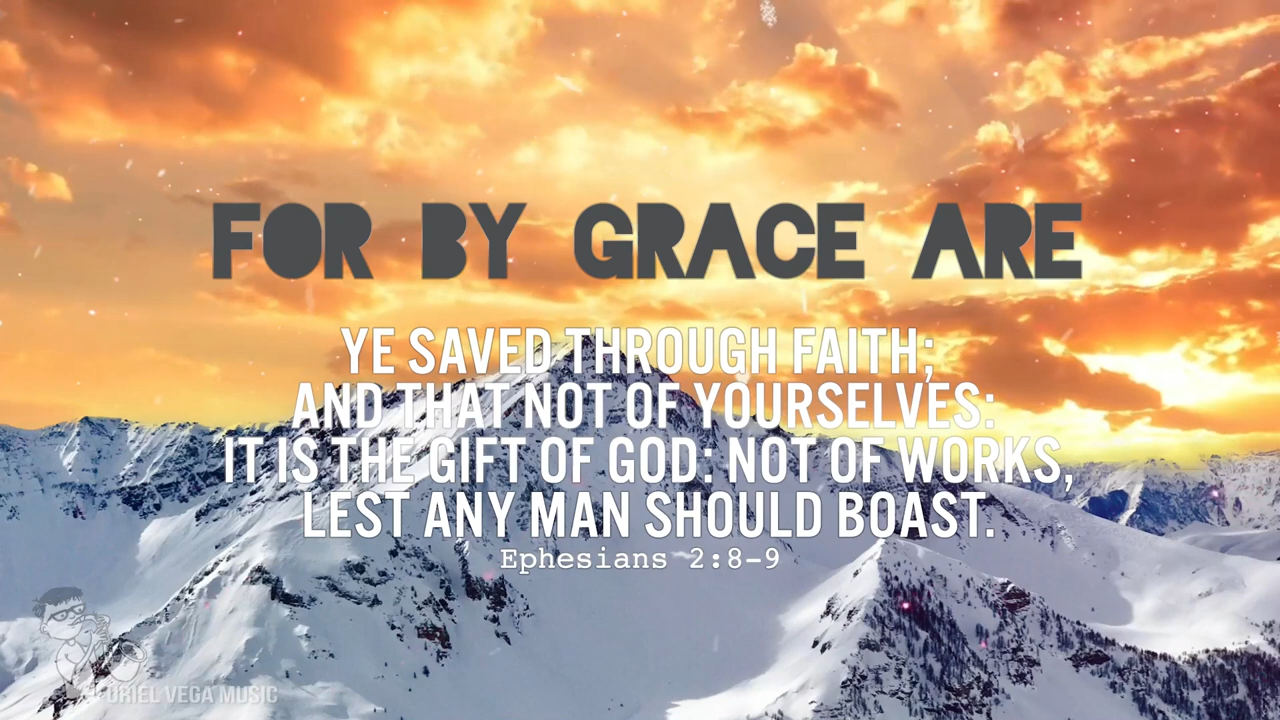 FOR BY GRACE ARE
YE SAVED THROUGH FAITH;
AND THAT NOT OF YOURSELVES:
IT IS THE GIFT OF GOD: NOT OF WORKS,
LEST ANY MAN SHOULD BOAST.
Ephesians 2:8-9
URIEL VEGA MUSIC